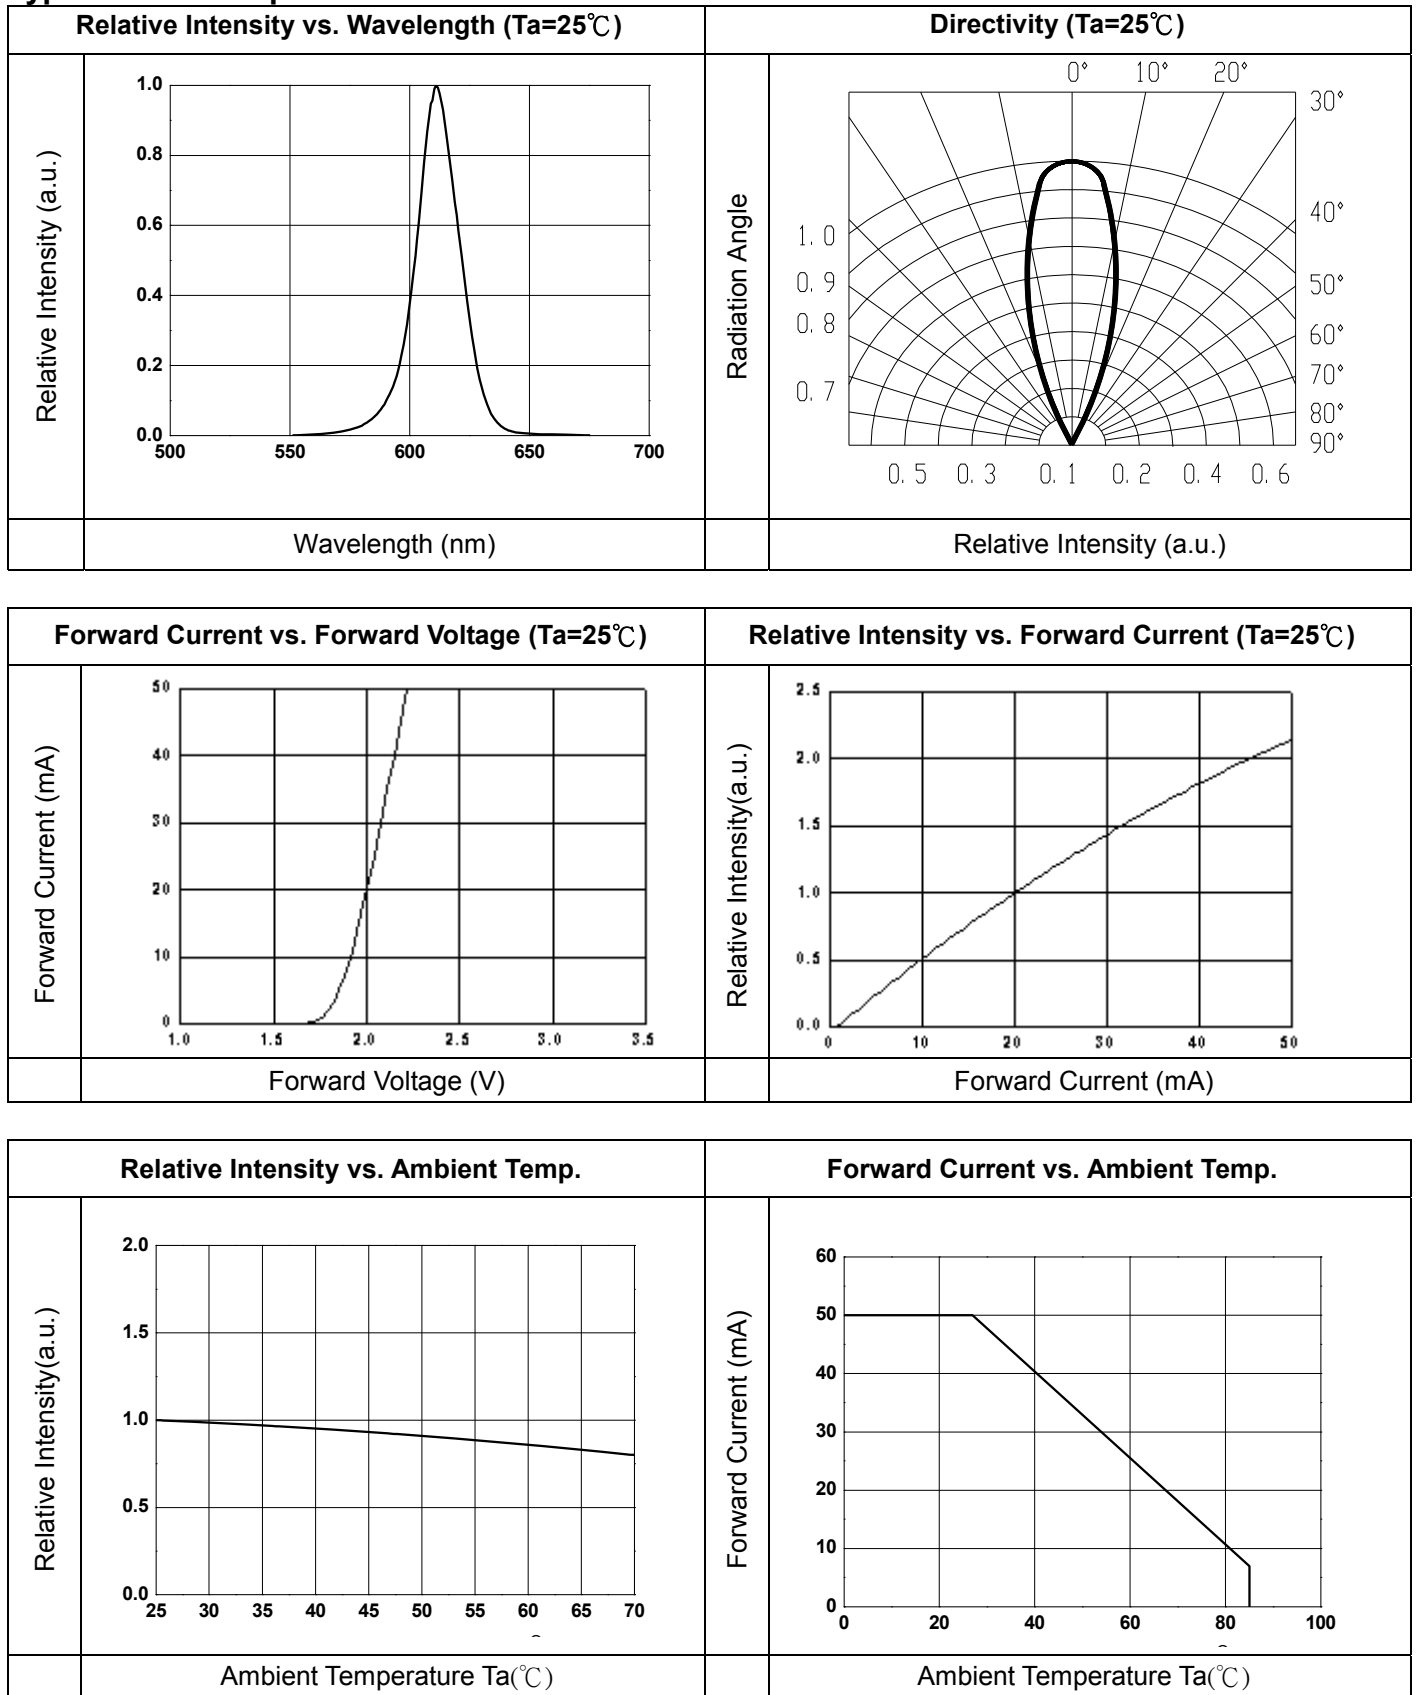 Relative Intensity vs. Wavelength (Ta=25℃)
Directivity (Ta=25℃)
Relative Intensity (a.u.)
1.0
0.8
0.6
0.4
0.2
0.0
500 550 600 650 700
Wavelength (nm)
Radiation Angle
0° 10° 20°
30°
40°
50°
60°
70°
80°
90°
1.0
0.9
0.8
0.7
0.5 0.3 0.1 0.2 0.4 0.6
Relative Intensity (a.u.)
Forward Current vs. Forward Voltage (Ta=25℃)
Relative Intensity vs. Forward Current (Ta=25℃)
Forward Current (mA)
50
40
30
20
10
0
1.0 1.5 2.0 2.5 3.0 3.5
Forward Voltage (V)
Relative Intensity(a.u.)
2.5
2.0
1.5
1.0
0.5
0.0
0 10 20 30 40 50
Forward Current (mA)
Relative Intensity vs. Ambient Temp.
Forward Current vs. Ambient Temp.
Relative Intensity(a.u.)
2.0
1.5
1.0
0.5
0.0
25 30 35 40 45 50 55 60 65 70
Ambient Temperature Ta(℃)
Forward Current (mA)
60
50
40
30
20
10
0
0 20 40 60 80 100
Ambient Temperature Ta(℃)